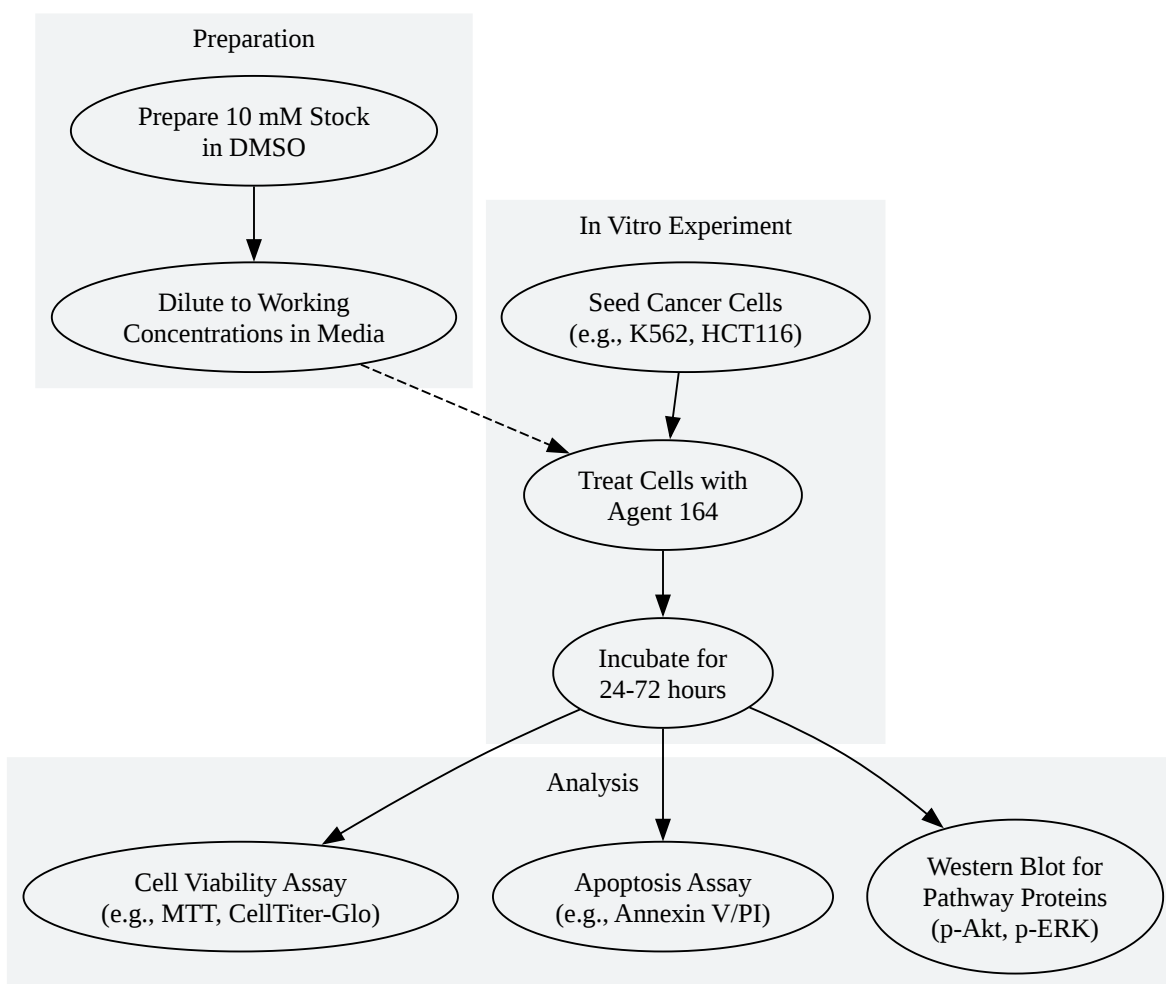 Preparation
Prepare 10 mM Stock
in DMSO
Dilute to Working
Concentrations in Media
In Vitro Experiment
Seed Cancer Cells
(e.g., K562, HCT116)
Treat Cells with
Agent 164
Incubate for
24-72 hours
Analysis
Cell Viability Assay
(e.g., MTT, CellTiter-Glo)
Apoptosis Assay
(e.g., Annexin V/PI)
Western Blot for
Pathway Proteins
(p-Akt, p-ERK)